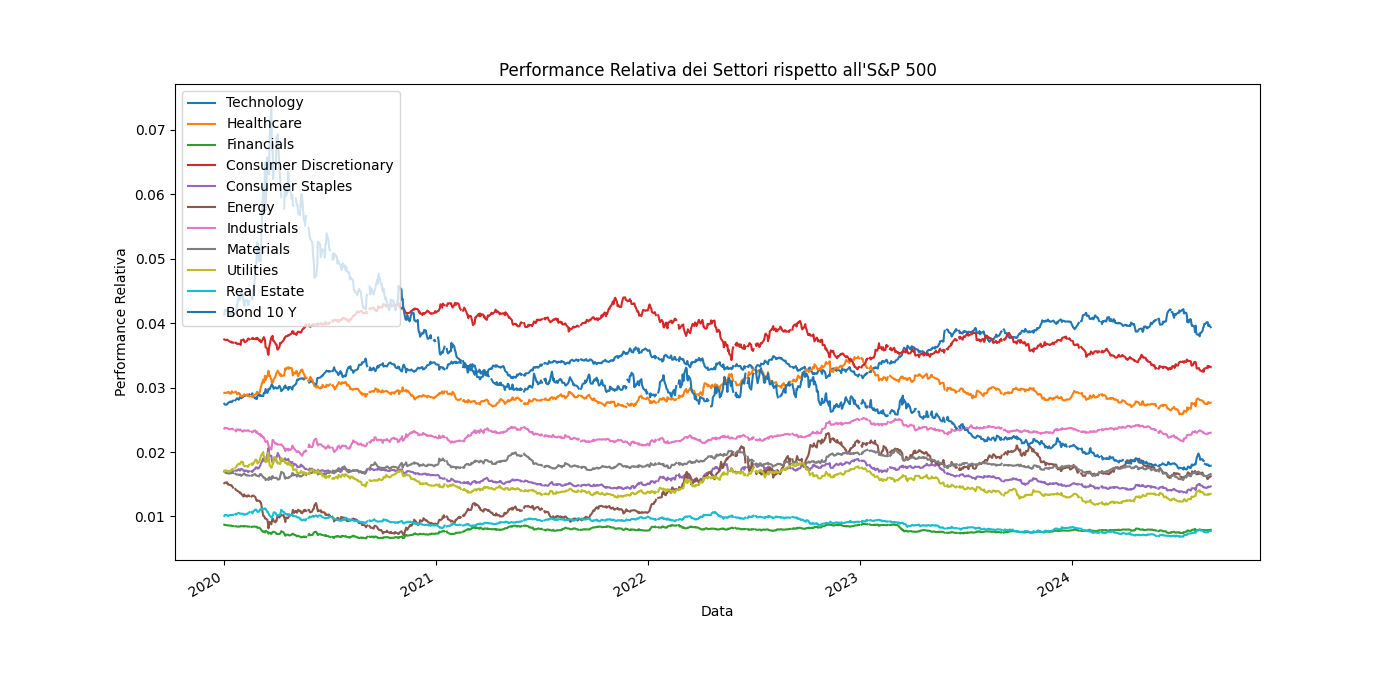 Performance Relativa dei Settori rispetto all'S&P 500
Technology
Healthcare
Financials
Consumer Discretionary
Consumer Staples
Energy
Industrials
Materials
Utilities
Real Estate
Bond 10 Y
Performance Relativa
0.07
0.06
0.05
0.04
0.03
0.02
0.01
2020
2021
2022
2023
2024
Data